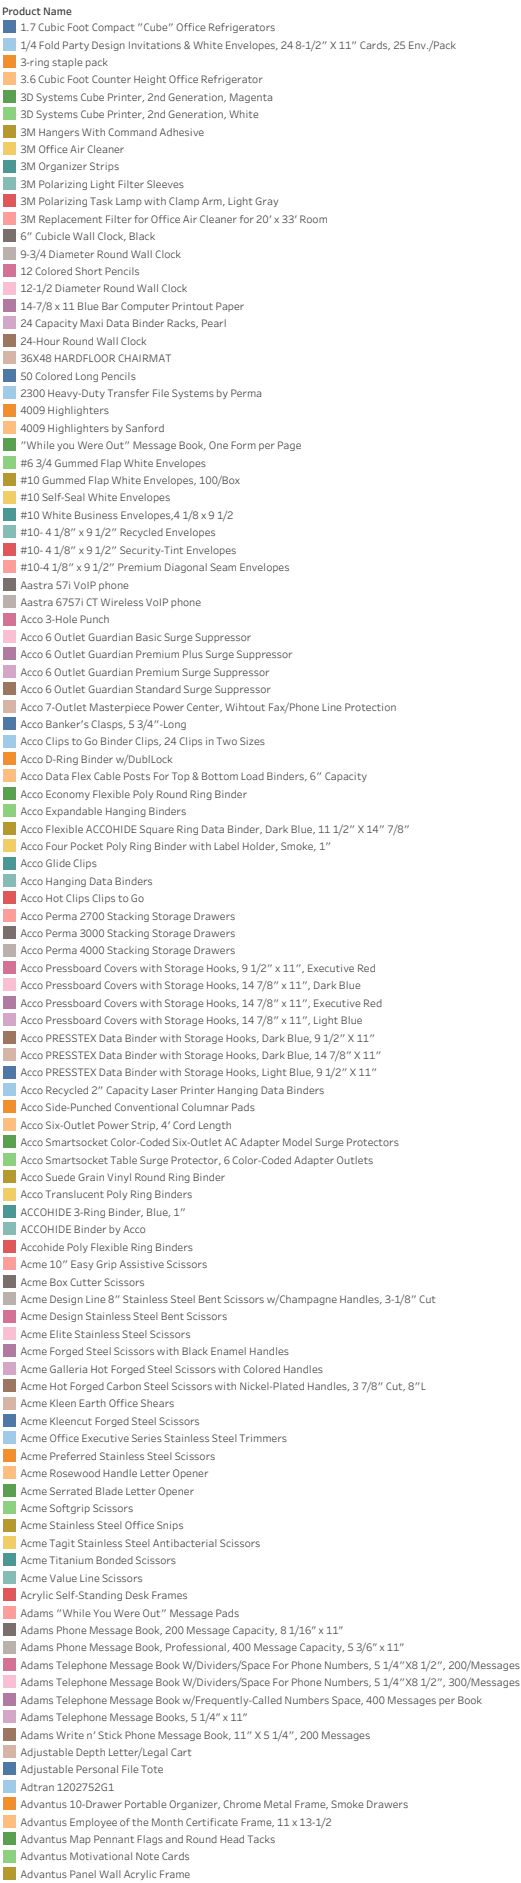 Product Name
1.7 Cubic Foot Compact "Cube" Office Refrigerators
1/4 Fold Party Design Invitations & White Envelopes, 24 8-1/2" X 11" Cards, 25 Env./Pack
3-ring staple pack
3.6 Cubic Foot Counter Height Office Refrigerator
3D Systems Cube Printer, 2nd Generation, Magenta
3D Systems Cube Printer, 2nd Generation, White
3M Hangers With Command Adhesive
3M Office Air Cleaner
3M Organizer Strips
3M Polarizing Light Filter Sleeves
3M Polarizing Task Lamp with Clamp Arm, Light Gray
3M Replacement Filter for Office Air Cleaner for 20' x 33' Room
6" Cubicle Wall Clock, Black
9-3/4 Diameter Round Wall Clock
12 Colored Short Pencils
12-1/2 Diameter Round Wall Clock
14-7/8 x 11 Blue Bar Computer Printout Paper
24 Capacity Maxi Data Binder Racks, Pearl
24-Hour Round Wall Clock
36X48 HARDFLOOR CHAIRMAT
50 Colored Long Pencils
2300 Heavy-Duty Transfer File Systems by Perma
4009 Highlighters
4009 Highlighters by Sanford
"While you Were Out" Message Book, One Form per Page
#6 3/4 Gummed Flap White Envelopes
#10 Gummed Flap White Envelopes, 100/Box
#10 Self-Seal White Envelopes
#10 White Business Envelopes,4 1/8 x 9 1/2
#10- 4 1/8" x 9 1/2" Recycled Envelopes
#10- 4 1/8" x 9 1/2" Security-Tint Envelopes
#10-4 1/8" x 9 1/2" Premium Diagonal Seam Envelopes
Aastra 57i VoIP phone
Aastra 6757i CT Wireless VoIP phone
Acco 3-Hole Punch
Acco 6 Outlet Guardian Basic Surge Suppressor
Acco 6 Outlet Guardian Premium Plus Surge Suppressor
Acco 6 Outlet Guardian Premium Surge Suppressor
Acco 6 Outlet Guardian Standard Surge Suppressor
Acco 7-Outlet Masterpiece Power Center, Wihtout Fax/Phone Line Protection
Acco Banker's Clasps, 5 3/4"-Long
Acco Clips to Go Binder Clips, 24 Clips in Two Sizes
Acco D-Ring Binder w/DublLock
Acco Data Flex Cable Posts For Top & Bottom Load Binders, 6" Capacity
Acco Economy Flexible Poly Round Ring Binder
Acco Expandable Hanging Binders
Acco Flexible ACCOHIDE Square Ring Data Binder, Dark Blue, 11 1/2" X 14" 7/8"
Acco Four Pocket Poly Ring Binder with Label Holder, Smoke, 1"
Acco Glide Clips
Acco Hanging Data Binders
Acco Hot Clips Clips to Go
Acco Perma 2700 Stacking Storage Drawers
Acco Perma 3000 Stacking Storage Drawers
Acco Perma 4000 Stacking Storage Drawers
Acco Pressboard Covers with Storage Hooks, 9 1/2" x 11", Executive Red
Acco Pressboard Covers with Storage Hooks, 14 7/8" x 11", Dark Blue
Acco Pressboard Covers with Storage Hooks, 14 7/8" x 11", Executive Red
Acco Pressboard Covers with Storage Hooks, 14 7/8" x 11", Light Blue
Acco PRESSTEX Data Binder with Storage Hooks, Dark Blue, 9 1/2" X 11"
Acco PRESSTEX Data Binder with Storage Hooks, Dark Blue, 14 7/8" X 11"
Acco PRESSTEX Data Binder with Storage Hooks, Light Blue, 9 1/2" X 11"
Acco Recycled 2" Capacity Laser Printer Hanging Data Binders
Acco Side-Punched Conventional Columnar Pads
Acco Six-Outlet Power Strip, 4' Cord Length
Acco Smartsocket Color-Coded Six-Outlet AC Adapter Model Surge Protectors
Acco Smartsocket Table Surge Protector, 6 Color-Coded Adapter Outlets
Acco Suede Grain Vinyl Round Ring Binder
Acco Translucent Poly Ring Binders
ACCOHIDE 3-Ring Binder, Blue, 1"
ACCOHIDE Binder by Acco
Accohide Poly Flexible Ring Binders
Acme 10" Easy Grip Assistive Scissors
Acme Box Cutter Scissors
Acme Design Line 8" Stainless Steel Bent Scissors w/Champagne Handles, 3-1/8" Cut
Acme Design Stainless Steel Bent Scissors
Acme Elite Stainless Steel Scissors
Acme Forged Steel Scissors with Black Enamel Handles
Acme Galleria Hot Forged Steel Scissors with Colored Handles
Acme Hot Forged Carbon Steel Scissors with Nickel-Plated Handles, 3 7/8" Cut, 8"L
Acme Kleen Earth Office Shears
Acme Kleencut Forged Steel Scissors
Acme Office Executive Series Stainless Steel Trimmers
Acme Preferred Stainless Steel Scissors
Acme Rosewood Handle Letter Opener
Acme Serrated Blade Letter Opener
Acme Softgrip Scissors
Acme Stainless Steel Office Snips
Acme Tagit Stainless Steel Antibacterial Scissors
Acme Titanium Bonded Scissors
Acme Value Line Scissors
Acrylic Self-Standing Desk Frames
Adams "While You Were Out" Message Pads
Adams Phone Message Book, 200 Message Capacity, 8 1/16" x 11"
Adams Phone Message Book, Professional, 400 Message Capacity, 5 3/6" x 11"
Adams Telephone Message Book W/Dividers/Space For Phone Numbers, 5 1/4"X8 1/2", 200/Messages
Adams Telephone Message Book W/Dividers/Space For Phone Numbers, 5 1/4"X8 1/2", 300/Messages
Adams Telephone Message Book w/Frequently-Called Numbers Space, 400 Messages per Book
Adams Telephone Message Books, 5 1/4" x 11"
Adams Write n' Stick Phone Message Book, 11" X 5 1/4", 200 Messages
Adjustable Depth Letter/Legal Cart
Adjustable Personal File Tote
Adtran 1202752G1
Advantus 10-Drawer Portable Organizer, Chrome Metal Frame, Smoke Drawers
Advantus Employee of the Month Certificate Frame, 11 x 13-1/2
Advantus Map Pennant Flags and Round Head Tacks
Advantus Motivational Note Cards
Advantus Panel Wall Acrylic Frame